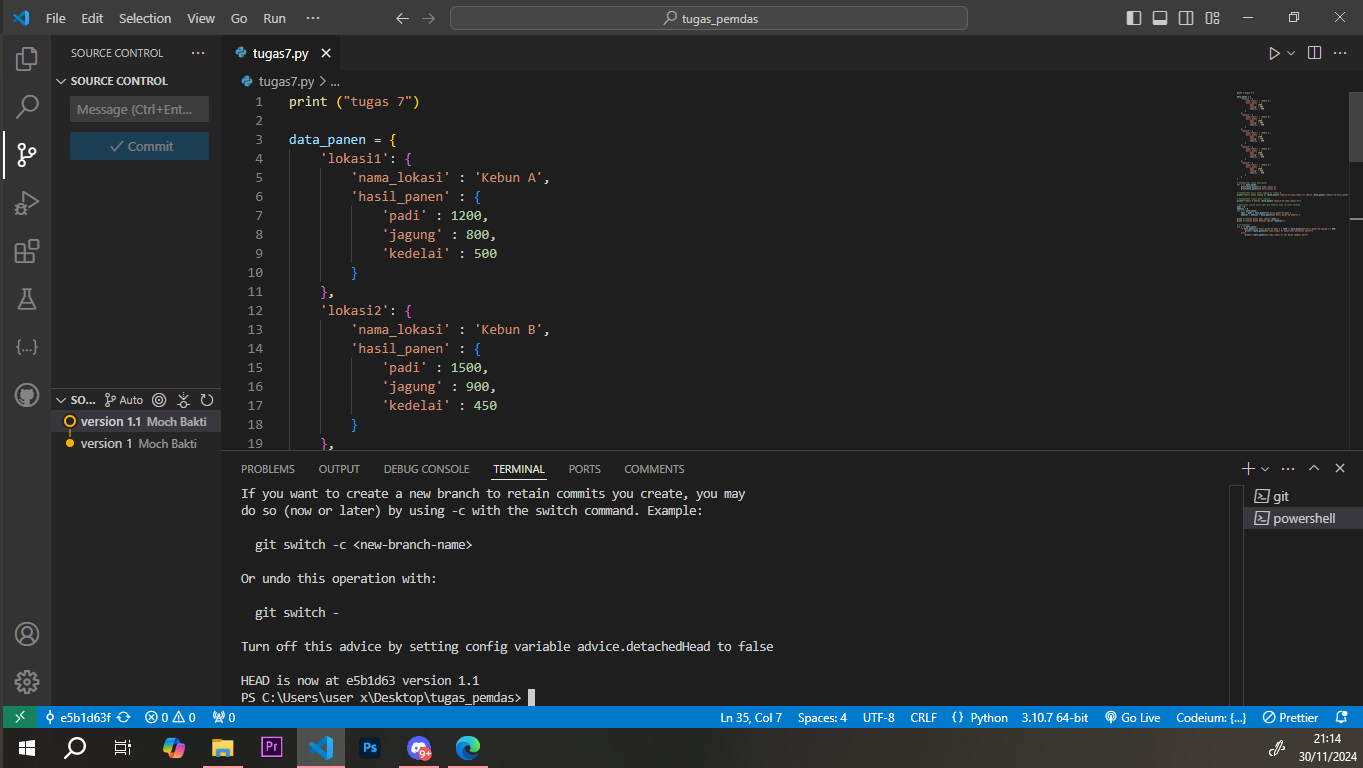 File Edit Selection View Go Run ··· tugas_pemdas
SOURCE CONTROL ···
SOURCE CONTROL
Message (Ctrl+Ent...
Commit
SO... Auto
version 1.1 Moch Bakti
version 1 Moch Bakti
tugas7.py
tugas7.py > ...
1 print ("tugas 7")
2
3 data_panen = {
4 'lokasi1': {
5 'nama_lokasi' : 'Kebun A',
6 'hasil_panen' : {
7 'padi' : 1200,
8 'jagung' : 800,
9 'kedelai' : 500
10 }
11 },
12 'lokasi2': {
13 'nama_lokasi' : 'Kebun B',
14 'hasil_panen' : {
15 'padi' : 1500,
16 'jagung' : 900,
17 'kedelai' : 450
18 }
19 },
PROBLEMS OUTPUT DEBUG CONSOLE TERMINAL PORTS COMMENTS
If you want to create a new branch to retain commits you create, you may
do so (now or later) by using -c with the switch command. Example:
git switch -c <new-branch-name>
Or undo this operation with:
git switch -
Turn off this advice by setting config variable advice.detachedHead to false
HEAD is now at e5b1d63 version 1.1
PS C:\Users\user x\Desktop\tugas_pemdas>
git
powershell
e5b1d63f 0 0 0 Ln 35, Col 7 Spaces: 4 UTF-8 CRLF {} Python 3.10.7 64-bit Go Live Codeium: {...} Prettier
Pr Ps 9+
21:14
30/11/2024